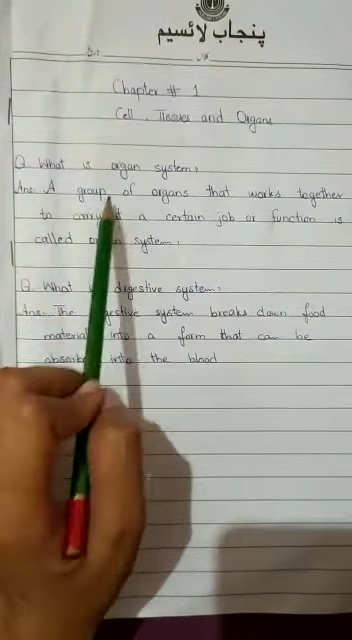 پنجاب لائسیم
Chapter # 1
Cell, Tissues and Organs
Q. What is organ system?
Ans. A group of organs that works together
to a certain job or function is
called system.
Q. What digestive system?
Ans. The system breaks down food
material into a form that can be
absorbe into the blood